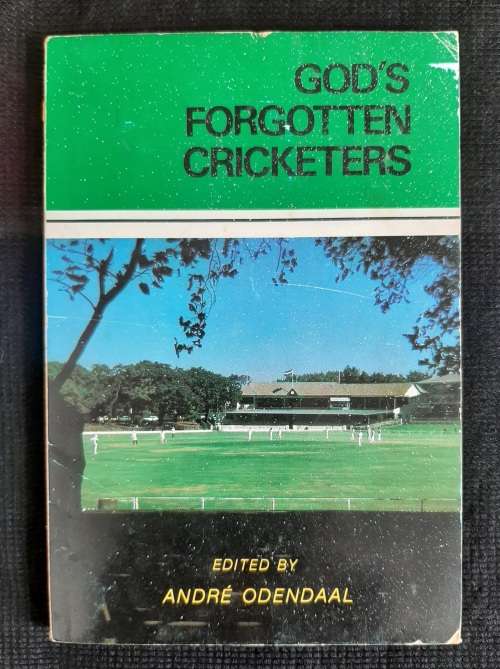 GOD'S
FORGOTTEN
CRICKETERS
EDITED BY
ANDRÉ ODENDAAL